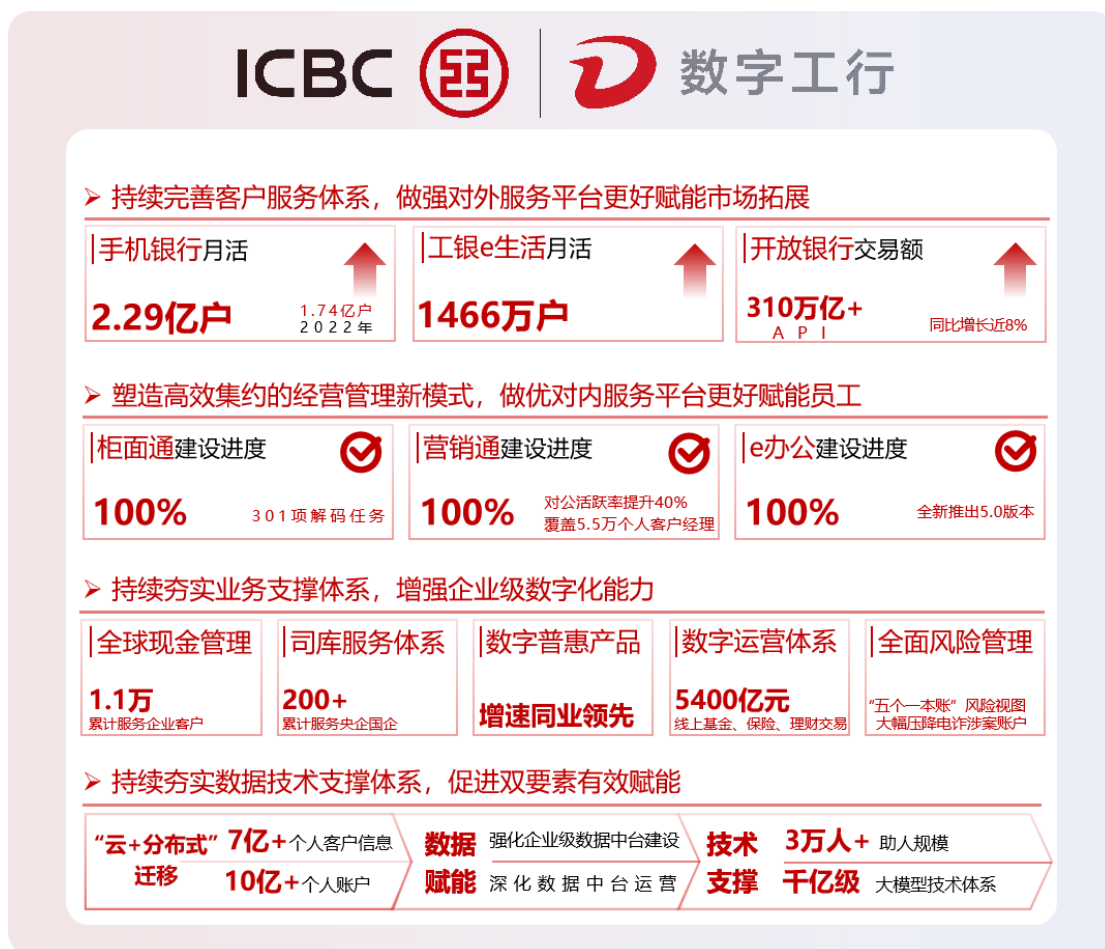 ICBC 数字工行
持续完善客户服务体系，做强对外服务平台更好赋能市场拓展
手机银行月活
2.29亿户
1.74亿户
2022年
工银e生活月活
1466万户
开放银行交易额
310万亿+
API
同比增长近8%
塑造高效集约的经营管理新模式，做优对内服务平台更好赋能员工
柜面通建设进度
100%
301项解码任务
营销通建设进度
100%
对公活跃率提升40%
覆盖5.5万个人客户经理
e办公建设进度
100%
全新推出5.0版本
持续夯实业务支撑体系，增强企业级数字化能力
全球现金管理
1.1万
累计服务企业客户
司库服务体系
200+
累计服务央企国企
数字普惠产品
增速同业领先
数字运营体系
5400亿元
线上基金、保险、理财交易
全面风险管理
“五个一本账”风险视图
大幅压降电诈涉案账户
持续夯实数据技术支撑体系，促进双要素有效赋能
“云+分布式”
迁移
7亿+个人客户信息
10亿+个人账户
数据
赋能
强化企业级数据中台建设
深化数据中台运营
技术
支撑
3万人+ 助人规模
千亿级 大模型技术体系